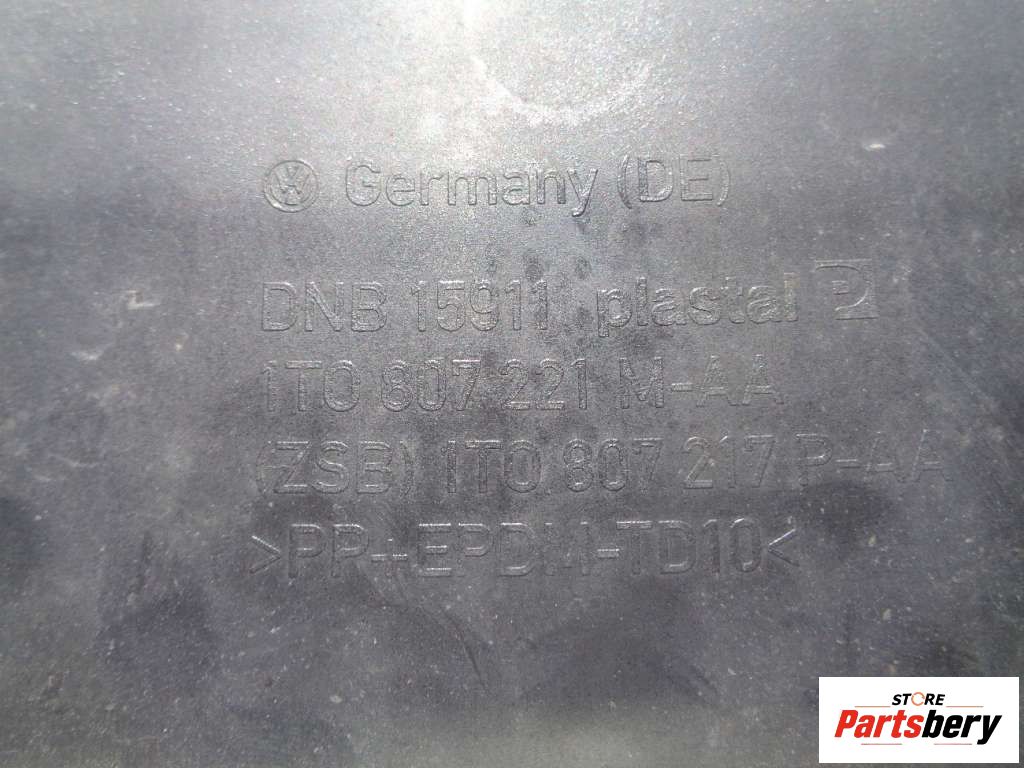 VW Germany (DE)
DNB 15911 plastal P
1T0 807 221 M-AA
(ZSB) 1T0 807 217 P-AA
>PP+EPDM-TD10<
STORE
Partsbery